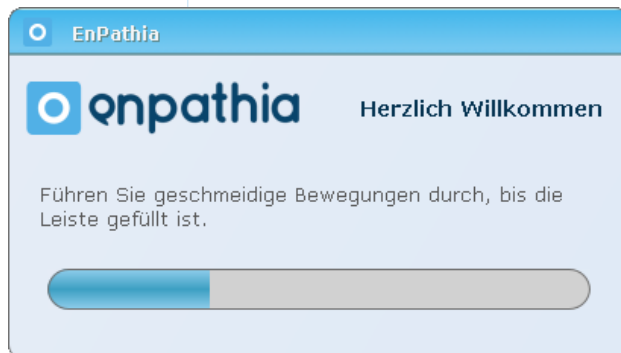 EnPathia
enpathia
Herzlich Willkommen
Führen Sie geschmeidige Bewegungen durch, bis die
Leiste gefüllt ist.